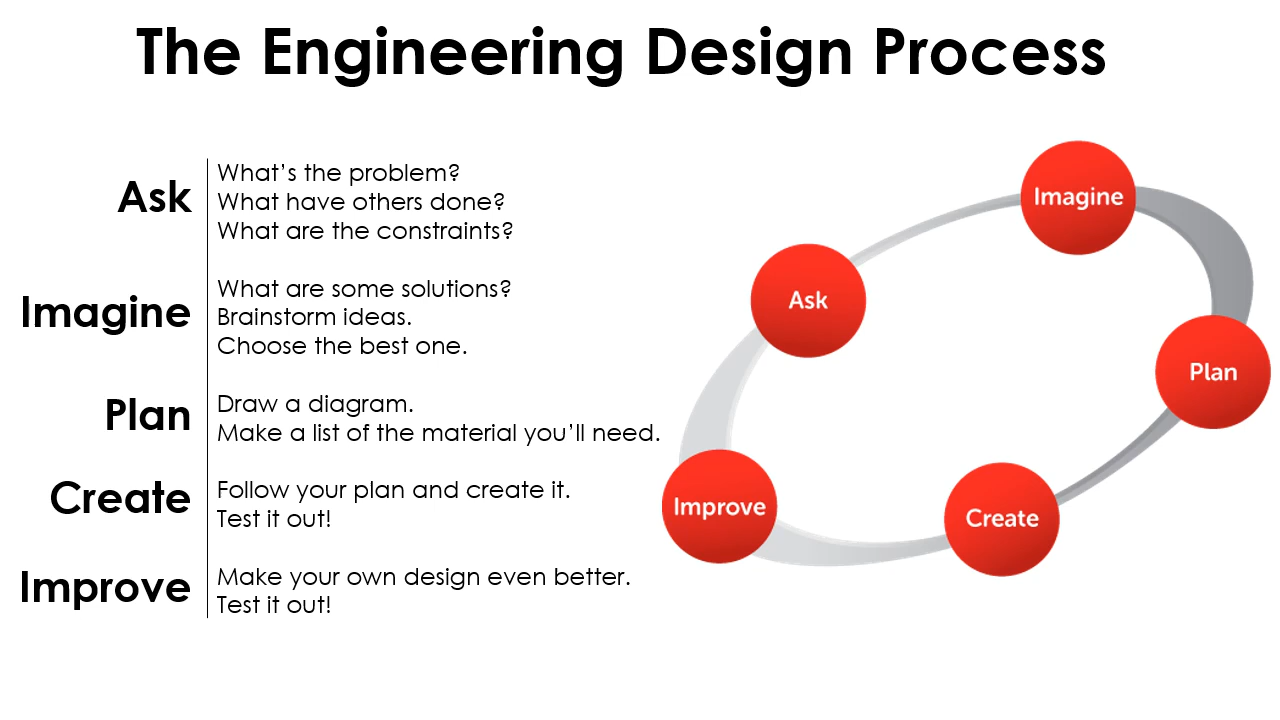 The Engineering Design Process
Ask
What’s the problem?
What have others done?
What are the constraints?
Imagine
What are some solutions?
Brainstorm ideas.
Choose the best one.
Plan
Draw a diagram.
Make a list of the material you’ll need.
Create
Follow your plan and create it.
Test it out!
Improve
Make your own design even better.
Test it out!
Imagine
Ask
Plan
Improve
Create